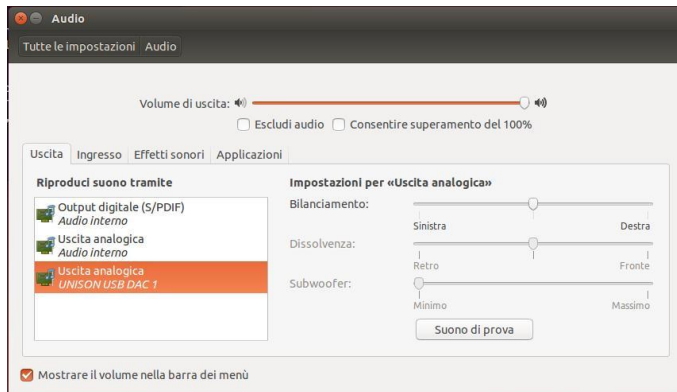 Audio
Tutte le impostazioni Audio
Volume di uscita:
Escludi audio Consentire superamento del 100%
Uscita Ingresso Effetti sonori Applicazioni
Riproduci suono tramite
Output digitale (S/PDIF)
Audio interno
Uscita analogica
Audio interno
Uscita analogica
UNISON USB DAC 1
Impostazioni per «Uscita analogica»
Bilanciamento:
Sinistra Destra
Dissolvenza:
Retro Fronte
Subwoofer:
Minimo Massimo
Suono di prova
Mostrare il volume nella barra dei menù